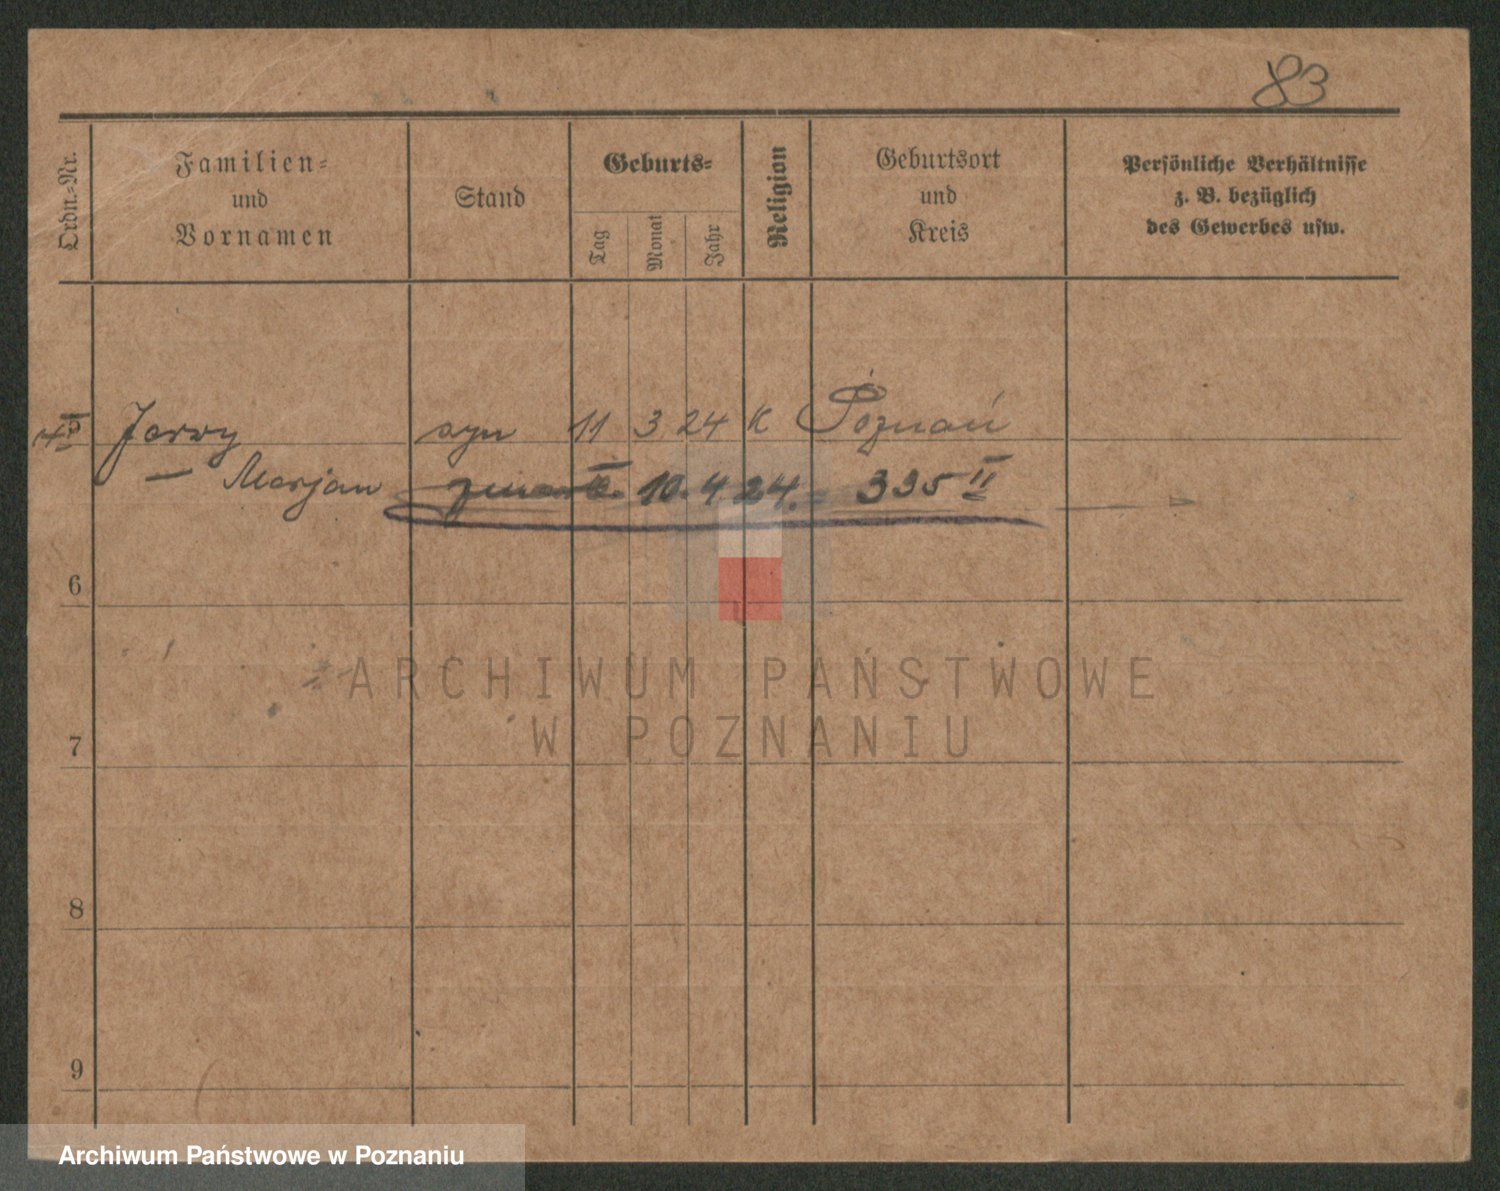 83
Ordn.-Nr.
Familien-
und
Vornamen
Stand
Geburts-
Tag
Monat
Jahr
Religion
Geburtsort
und
Kreis
Persönliche Verhältnisse
z. B. bezüglich
des Gewerbes usw.
5 Jerzy syn 11 3 24 K Poznań
— Marjan zmarł. 10.4.24. = 335 II
6
ARCHIWUM PAŃSTWOWE
W POZNANIU
7
8
9
Archiwum Państwowe w Poznaniu